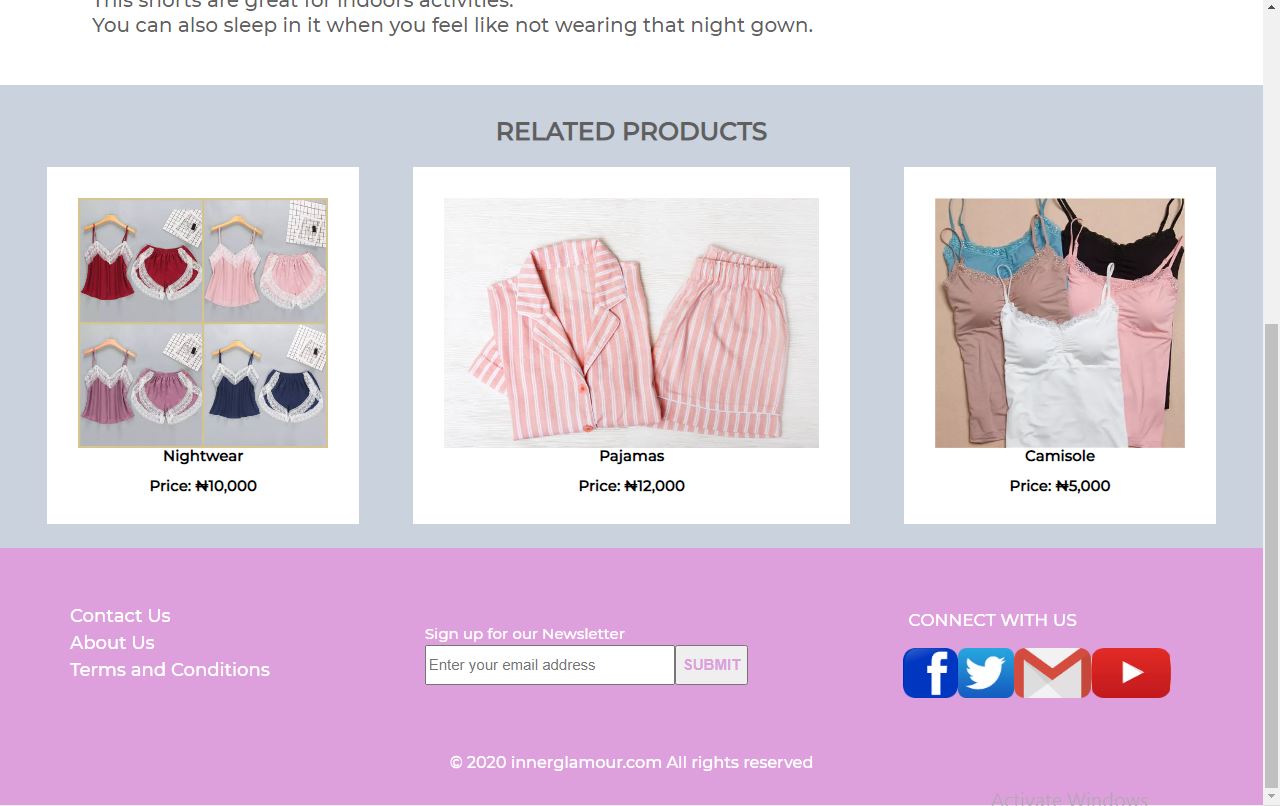 This shorts are great for indoors activities.
You can also sleep in it when you feel like not wearing that night gown.
RELATED PRODUCTS
Nightwear
Price: ₦10,000
Pajamas
Price: ₦12,000
Camisole
Price: ₦5,000
Contact Us
About Us
Terms and Conditions
Sign up for our Newsletter
Enter your email address
SUBMIT
CONNECT WITH US
© 2020 innerglamour.com All rights reserved
Activate Windows